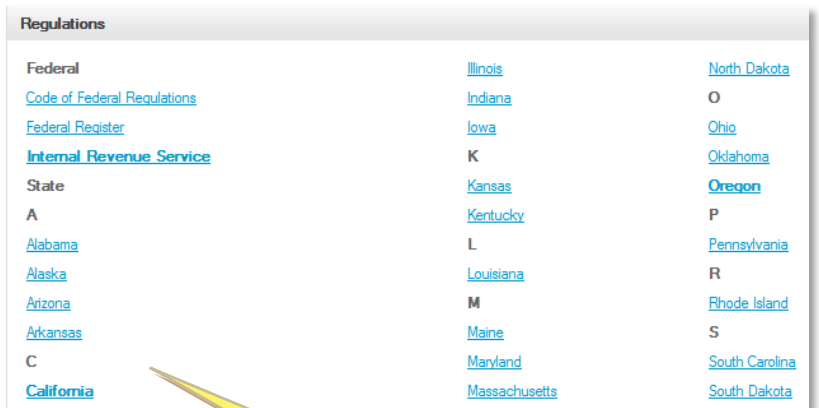 Regulations
Federal
Code of Federal Regulations
Federal Register
Internal Revenue Service
State
A
Alabama
Alaska
Arizona
Arkansas
C
California
Illinois
Indiana
Iowa
K
Kansas
Kentucky
L
Louisiana
M
Maine
Maryland
Massachusetts
North Dakota
O
Ohio
Oklahoma
Oregon
P
Pennsylvania
R
Rhode Island
S
South Carolina
South Dakota